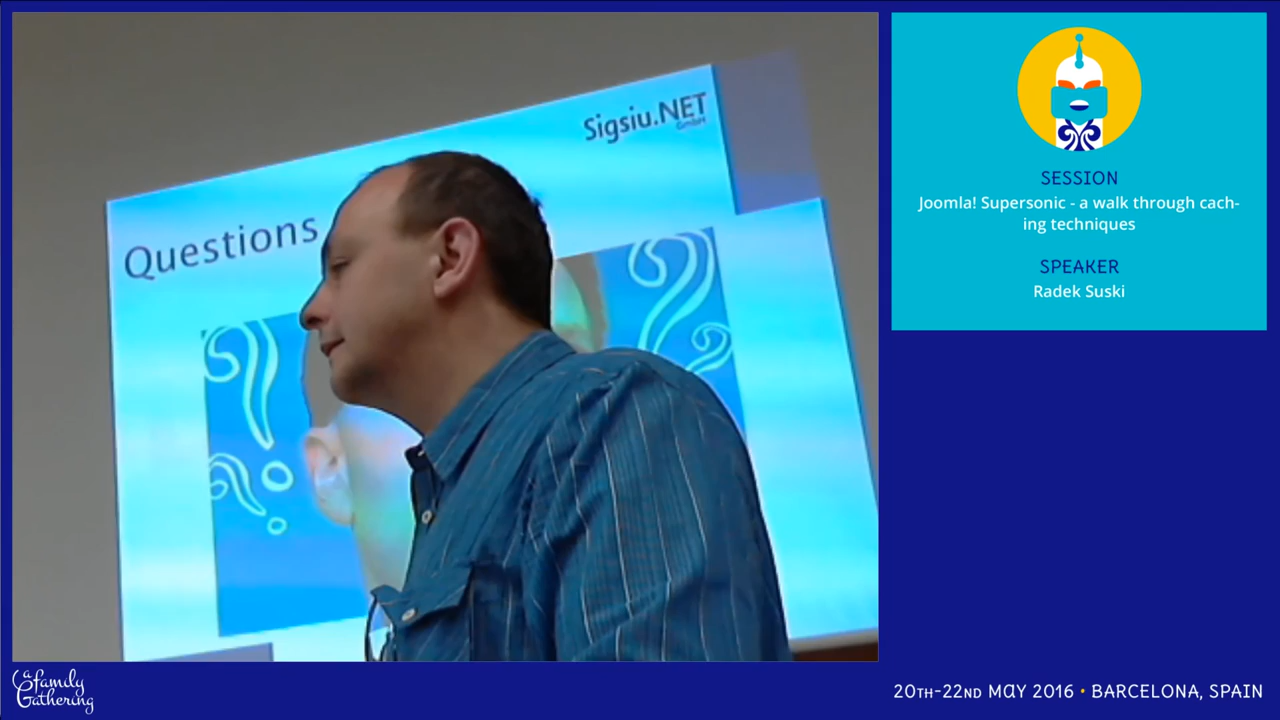 Sigsiu.NET
GmbH
Questions
SESSION
Joomla! Supersonic - a walk through cach-
ing techniques
SPEAKER
Radek Suski
a family
Gathering
20TH-22ND MAY 2016 • BARCELONA, SPAIN